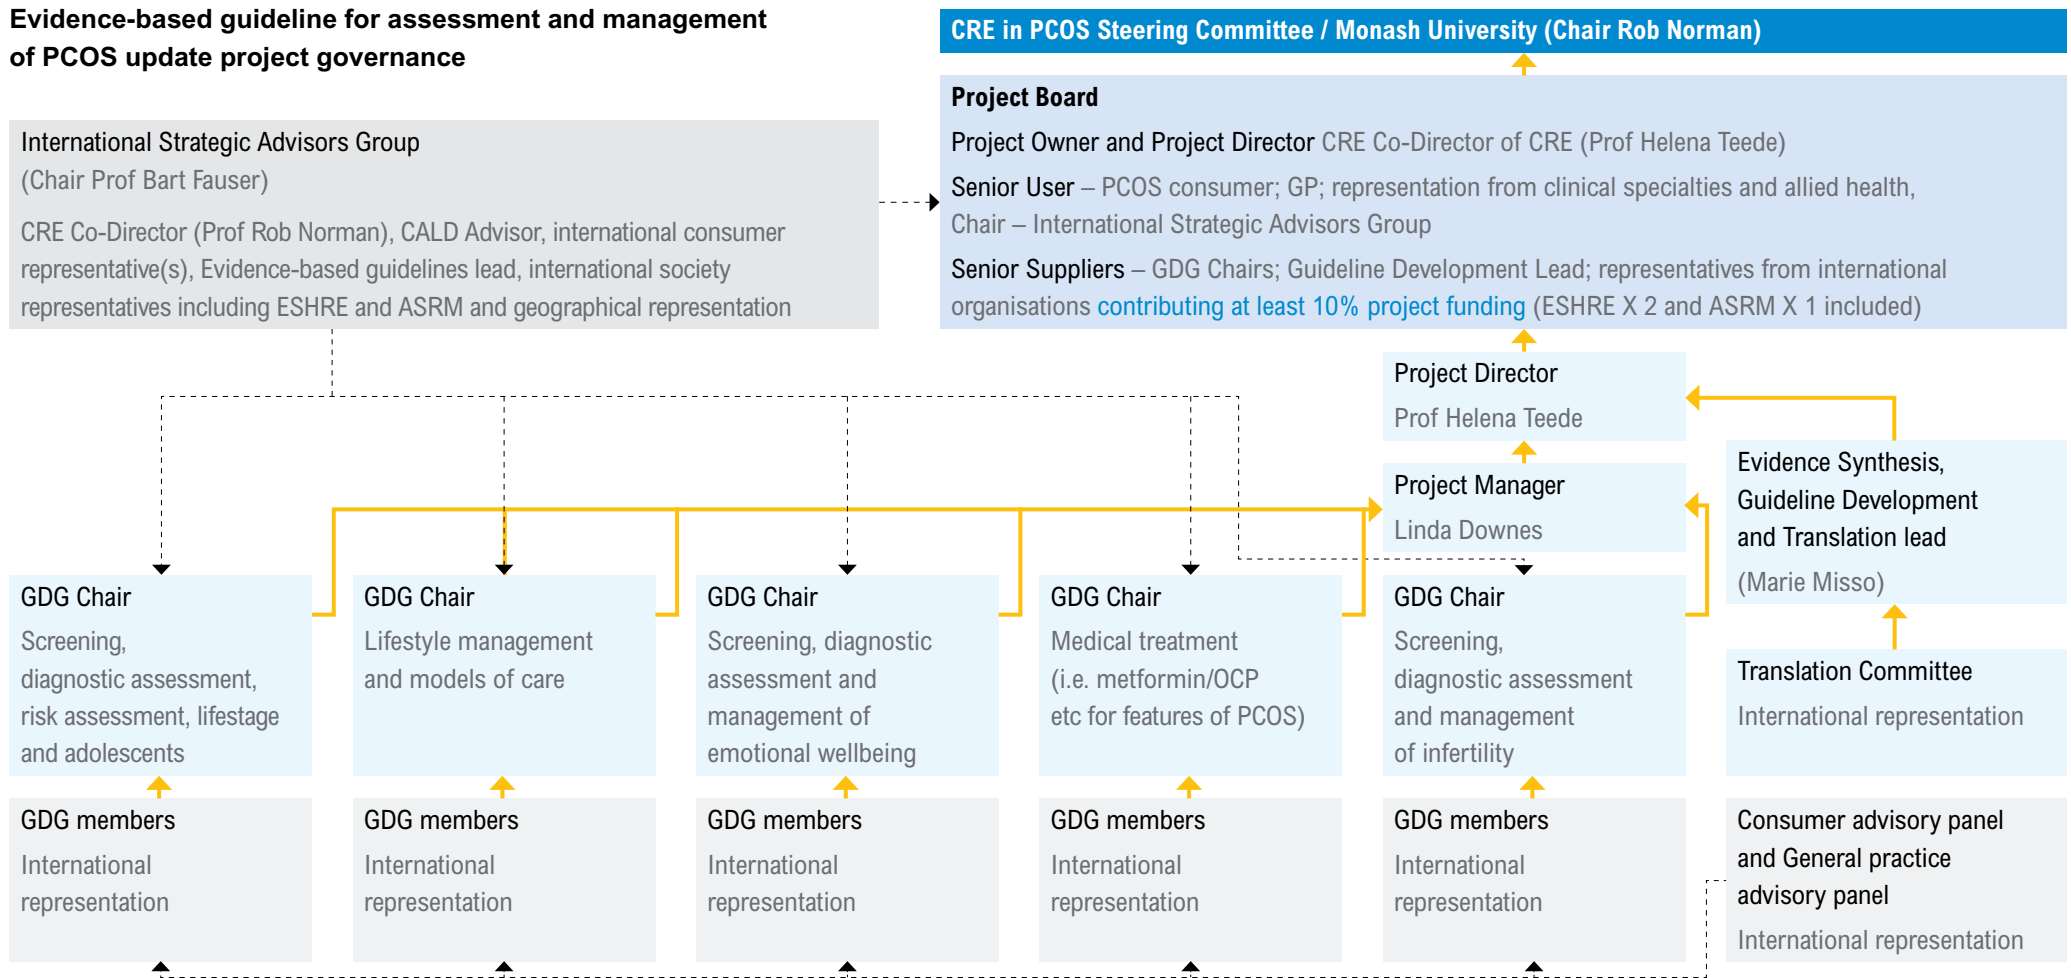 Evidence-based guideline for assessment and management
of PCOS update project governance
CRE in PCOS Steering Committee / Monash University (Chair Rob Norman)
Project Board
Project Owner and Project Director CRE Co-Director of CRE (Prof Helena Teede)
Senior User – PCOS consumer; GP; representation from clinical specialties and allied health,
Chair – International Strategic Advisors Group
Senior Suppliers – GDG Chairs; Guideline Development Lead; representatives from international
organisations contributing at least 10% project funding (ESHRE X 2 and ASRM X 1 included)
International Strategic Advisors Group
(Chair Prof Bart Fauser)
CRE Co-Director (Prof Rob Norman), CALD Advisor, international consumer
representative(s), Evidence-based guidelines lead, international society
representatives including ESHRE and ASRM and geographical representation
Project Director
Prof Helena Teede
Project Manager
Linda Downes
Evidence Synthesis,
Guideline Development
and Translation lead
(Marie Misso)
GDG Chair
Screening,
diagnostic assessment,
risk assessment, lifestage
and adolescents
GDG Chair
Lifestyle management
and models of care
GDG Chair
Screening, diagnostic
assessment and
management of
emotional wellbeing
GDG Chair
Medical treatment
(i.e. metformin/OCP
etc for features of PCOS)
GDG Chair
Screening,
diagnostic assessment
and management
of infertility
Translation Committee
International representation
GDG members
International
representation
GDG members
International
representation
GDG members
International
representation
GDG members
International
representation
GDG members
International
representation
Consumer advisory panel
and General practice
advisory panel
International representation